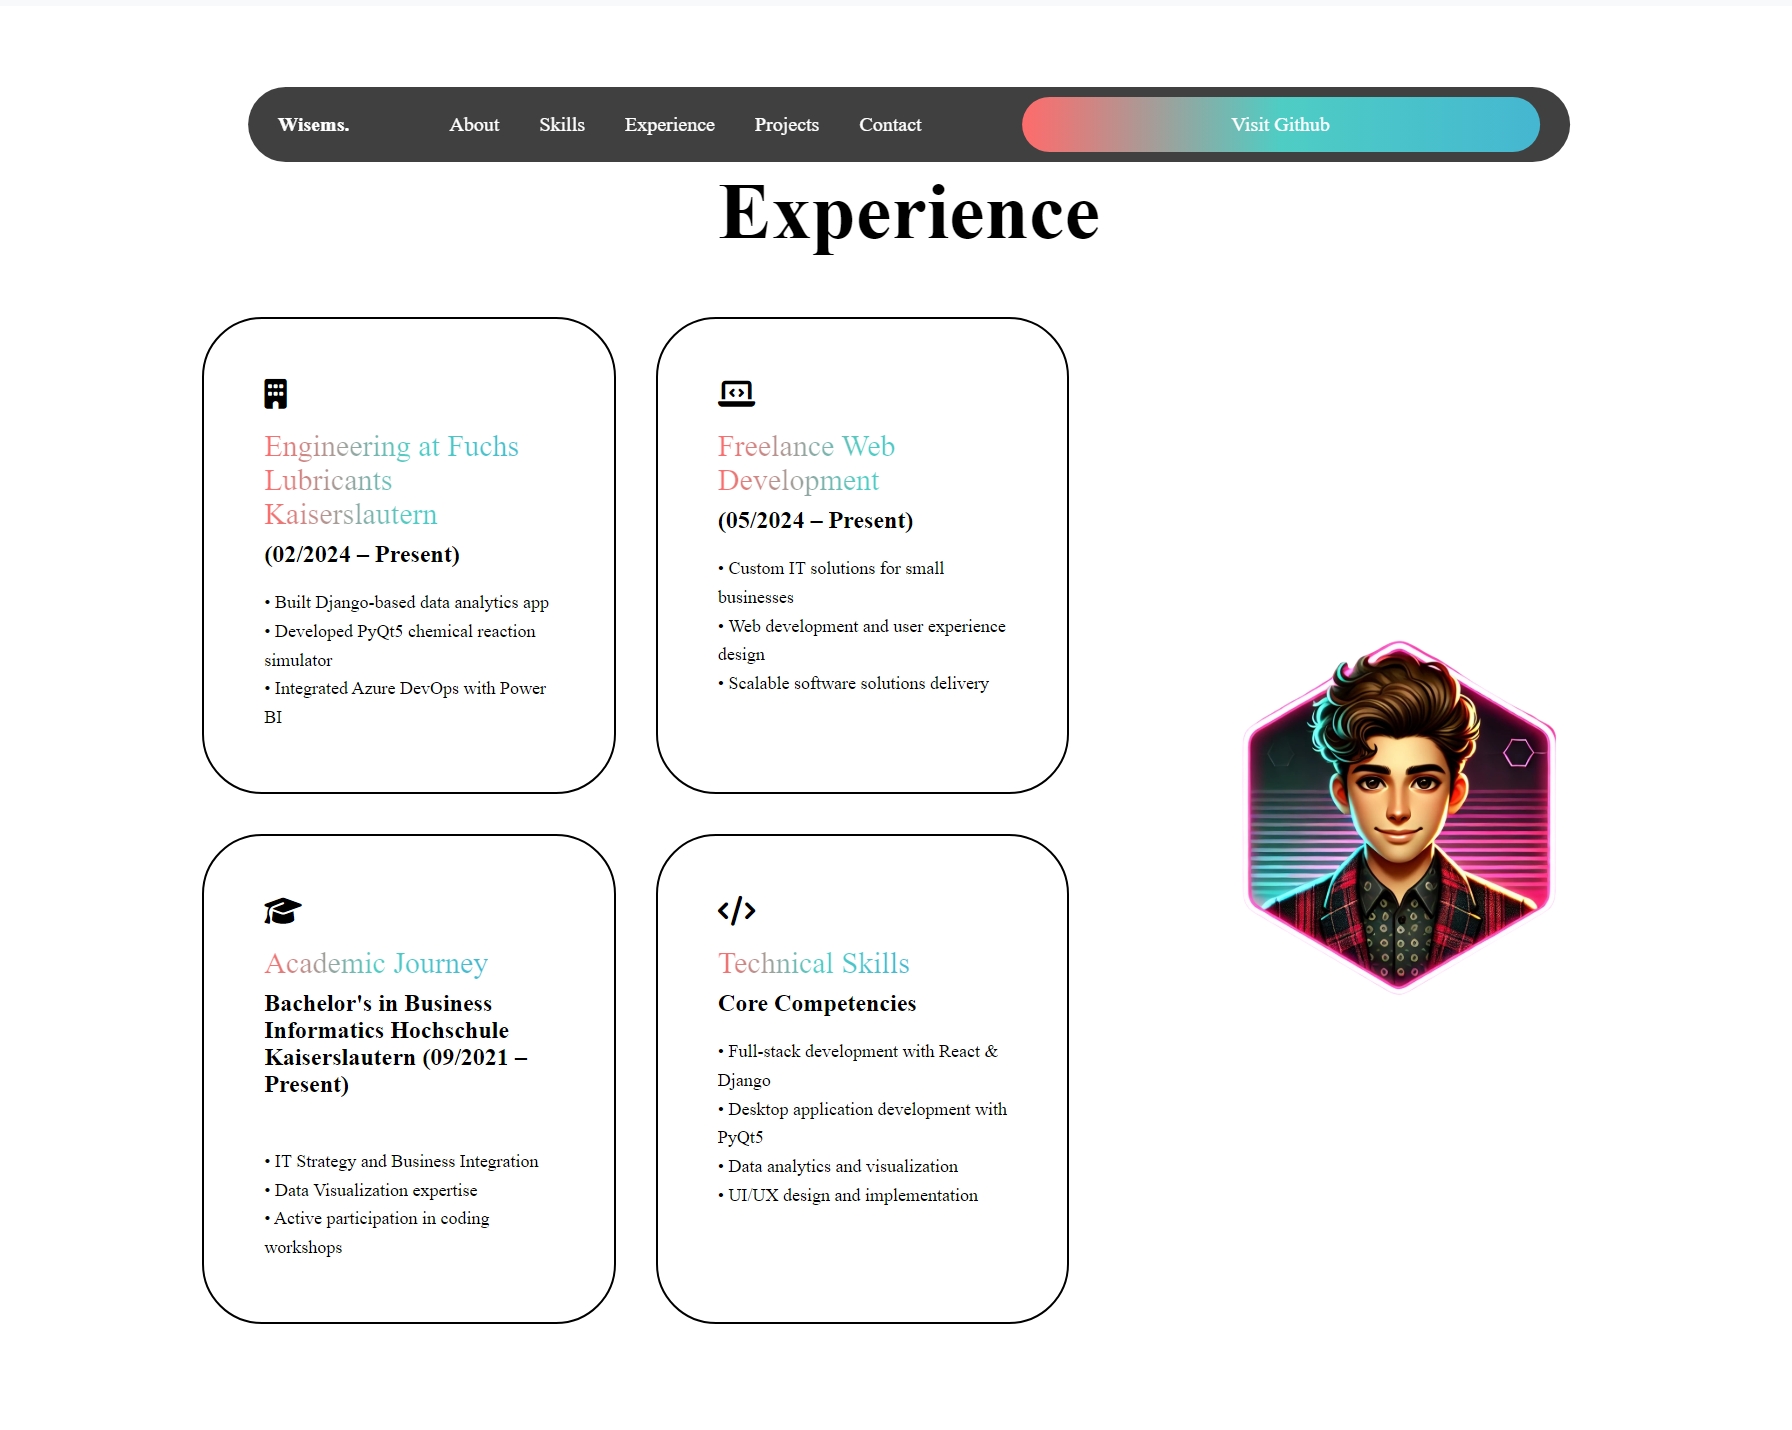 Wisems. About Skills Experience Projects Contact Visit Github
Experience
Engineering at Fuchs
Lubricants
Kaiserslautern
(02/2024 – Present)
• Built Django-based data analytics app
• Developed PyQt5 chemical reaction
simulator
• Integrated Azure DevOps with Power
BI
Freelance Web
Development
(05/2024 – Present)
• Custom IT solutions for small
businesses
• Web development and user experience
design
• Scalable software solutions delivery
Academic Journey
Bachelor's in Business
Informatics Hochschule
Kaiserslautern (09/2021 –
Present)
• IT Strategy and Business Integration
• Data Visualization expertise
• Active participation in coding
workshops
Technical Skills
Core Competencies
• Full-stack development with React &
Django
• Desktop application development with
PyQt5
• Data analytics and visualization
• UI/UX design and implementation